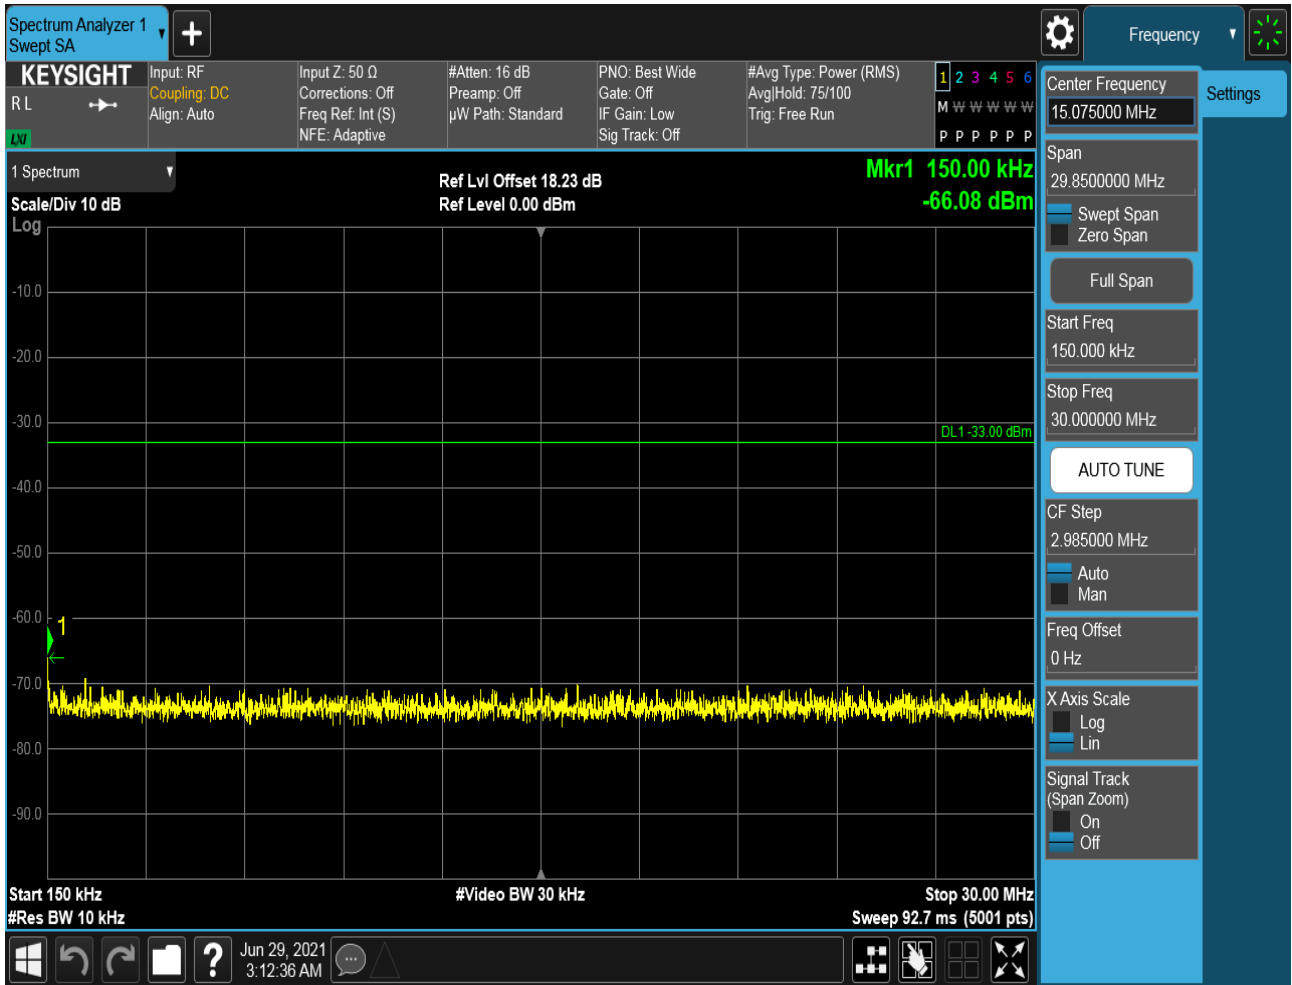 Spectrum Analyzer 1
Swept SA
Frequency
KEYSIGHT
R L
LXI
Input: RF
Coupling: DC
Align: Auto
Input Z: 50 Ω
Corrections: Off
Freq Ref: Int (S)
NFE: Adaptive
#Atten: 16 dB
Preamp: Off
µW Path: Standard
PNO: Best Wide
Gate: Off
IF Gain: Low
Sig Track: Off
#Avg Type: Power (RMS)
Avg|Hold: 75/100
Trig: Free Run
1 2 3 4 5 6
M W W W W W
P P P P P P
1 Spectrum
Scale/Div 10 dB
Log
Ref Lvl Offset 18.23 dB
Ref Level 0.00 dBm
Mkr1 150.00 kHz
-66.08 dBm
-10.0
-20.0
-30.0
DL1 -33.00 dBm
-40.0
-50.0
-60.0
1
-70.0
-80.0
-90.0
Start 150 kHz
#Video BW 30 kHz
Stop 30.00 MHz
#Res BW 10 kHz
Sweep 92.7 ms (5001 pts)
?
Jun 29, 2021
3:12:36 AM
Center Frequency
15.075000 MHz
Settings
Span
29.8500000 MHz
Swept Span
Zero Span
Full Span
Start Freq
150.000 kHz
Stop Freq
30.000000 MHz
AUTO TUNE
CF Step
2.985000 MHz
Auto
Man
Freq Offset
0 Hz
X Axis Scale
Log
Lin
Signal Track
(Span Zoom)
On
Off